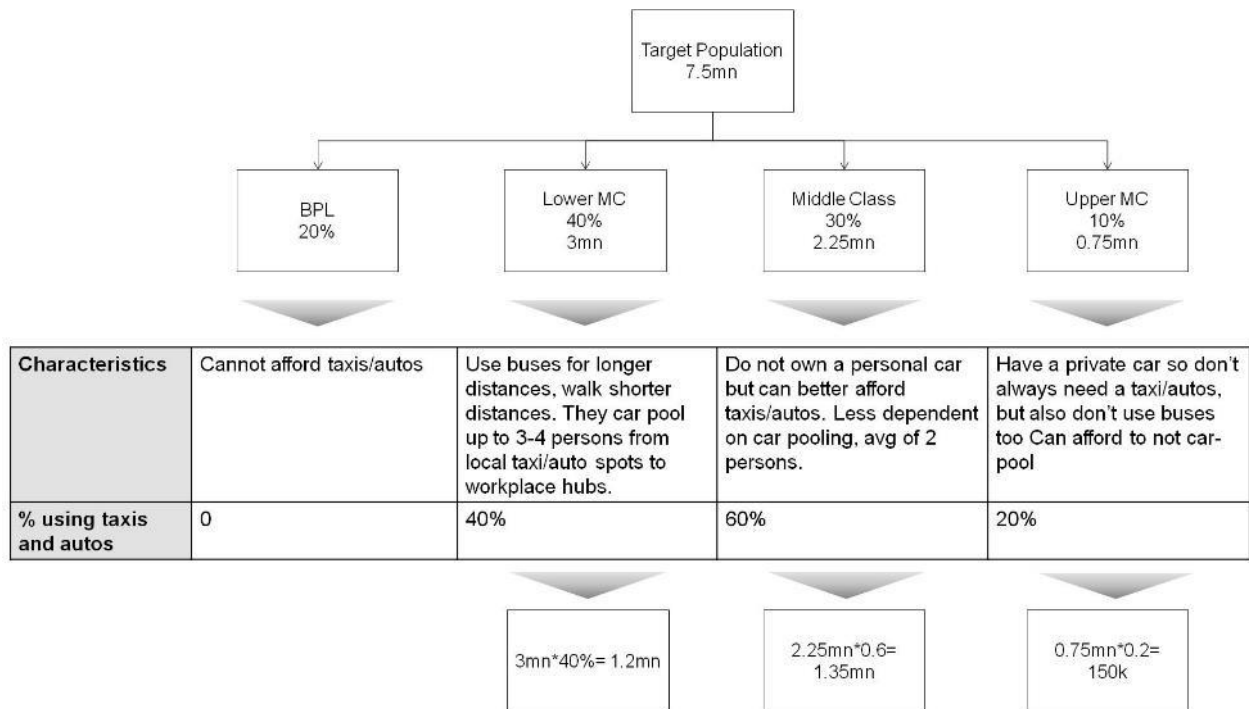 Target Population
7.5mn
BPL
20%
Lower MC
40%
3mn
Middle Class
30%
2.25mn
Upper MC
10%
0.75mn
Characteristics
Cannot afford taxis/autos
Use buses for longer
distances, walk shorter
distances. They car pool
up to 3-4 persons from
local taxi/auto spots to
workplace hubs.
Do not own a personal car
but can better afford
taxis/autos. Less dependent
on car pooling, avg of 2
persons.
Have a private car so don't
always need a taxi/autos,
but also don't use buses
too Can afford to not car-
pool
% using taxis
and autos
0
40%
60%
20%
3mn*40%= 1.2mn
2.25mn*0.6=
1.35mn
0.75mn*0.2=
150k